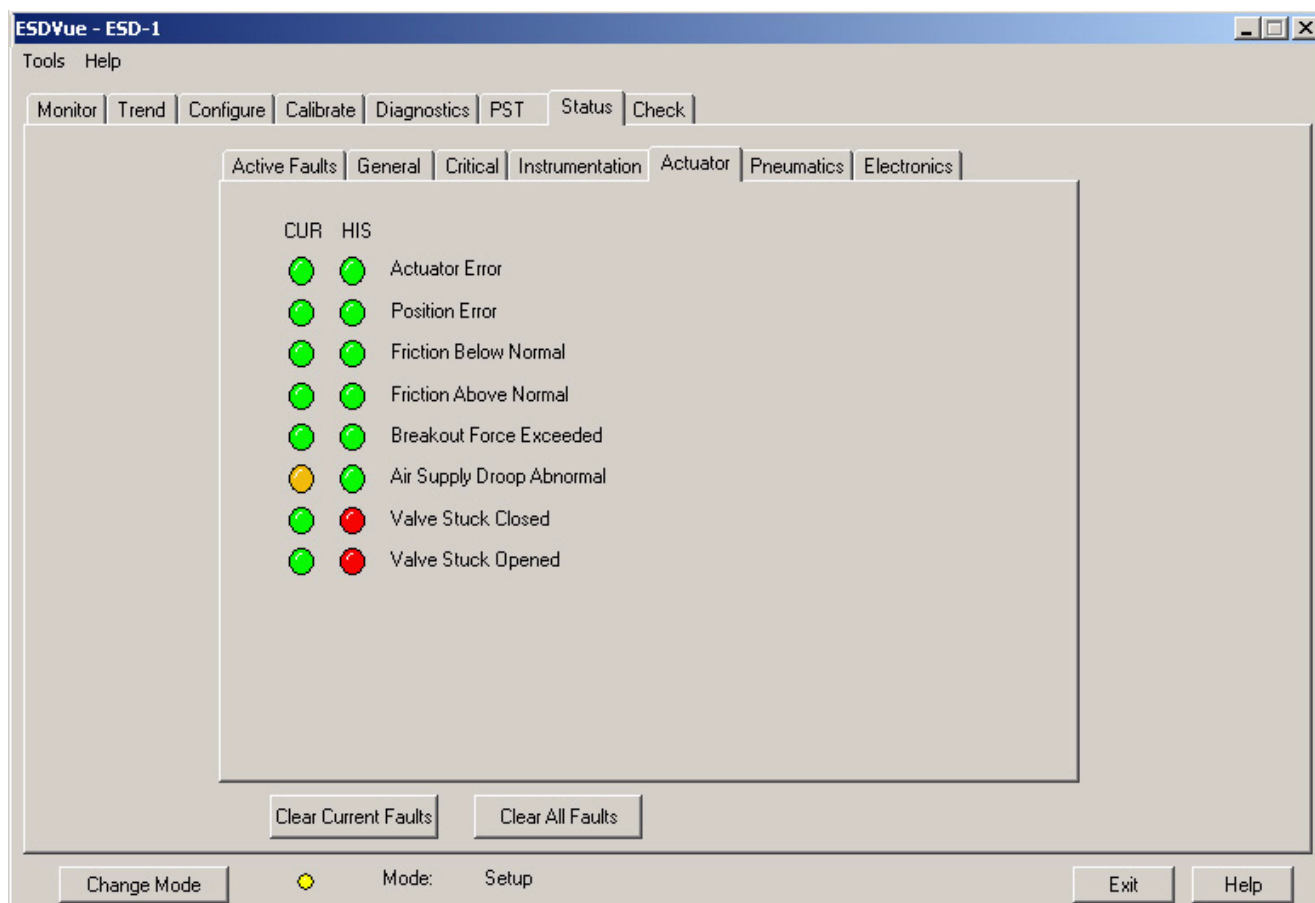 ESDVue - ESD-1
Tools Help
Monitor Trend Configure Calibrate Diagnostics PST Status Check
Active Faults General Critical Instrumentation Actuator Pneumatics Electronics
CUR HIS
Actuator Error
Position Error
Friction Below Normal
Friction Above Normal
Breakout Force Exceeded
Air Supply Droop Abnormal
Valve Stuck Closed
Valve Stuck Opened
Clear Current Faults Clear All Faults
Change Mode Mode: Setup Exit Help